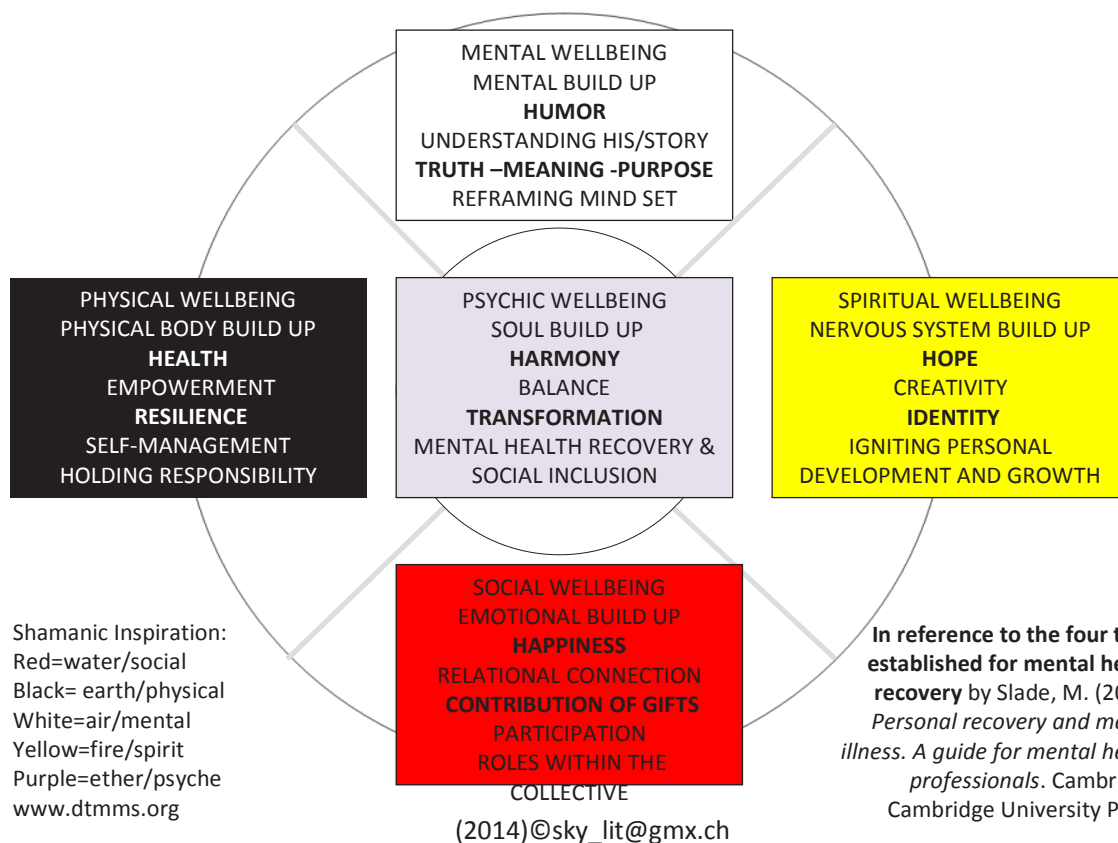 MENTAL WELLBEING
MENTAL BUILD UP
HUMOR
UNDERSTANDING HIS/STORY
TRUTH –MEANING -PURPOSE
REFRAMING MIND SET
PHYSICAL WELLBEING
PHYSICAL BODY BUILD UP
HEALTH
EMPOWERMENT
RESILIENCE
SELF-MANAGEMENT
HOLDING RESPONSIBILITY
PSYCHIC WELLBEING
SOUL BUILD UP
HARMONY
BALANCE
TRANSFORMATION
MENTAL HEALTH RECOVERY &
SOCIAL INCLUSION
SPIRITUAL WELLBEING
NERVOUS SYSTEM BUILD UP
HOPE
CREATIVITY
IDENTITY
IGNITING PERSONAL
DEVELOPMENT AND GROWTH
SOCIAL WELLBEING
EMOTIONAL BUILD UP
HAPPINESS
RELATIONAL CONNECTION
CONTRIBUTION OF GIFTS
PARTICIPATION
ROLES WITHIN THE
COLLECTIVE
Shamanic Inspiration:
Red=water/social
Black= earth/physical
White=air/mental
Yellow=fire/spirit
Purple=ether/psyche
www.dtmms.org
In reference to the four
established for mental
recovery by Slade, M.
Personal recovery and
illness. A guide for mental
professionals.
Cambridge University
(2014)©sky_lit@gmx.ch